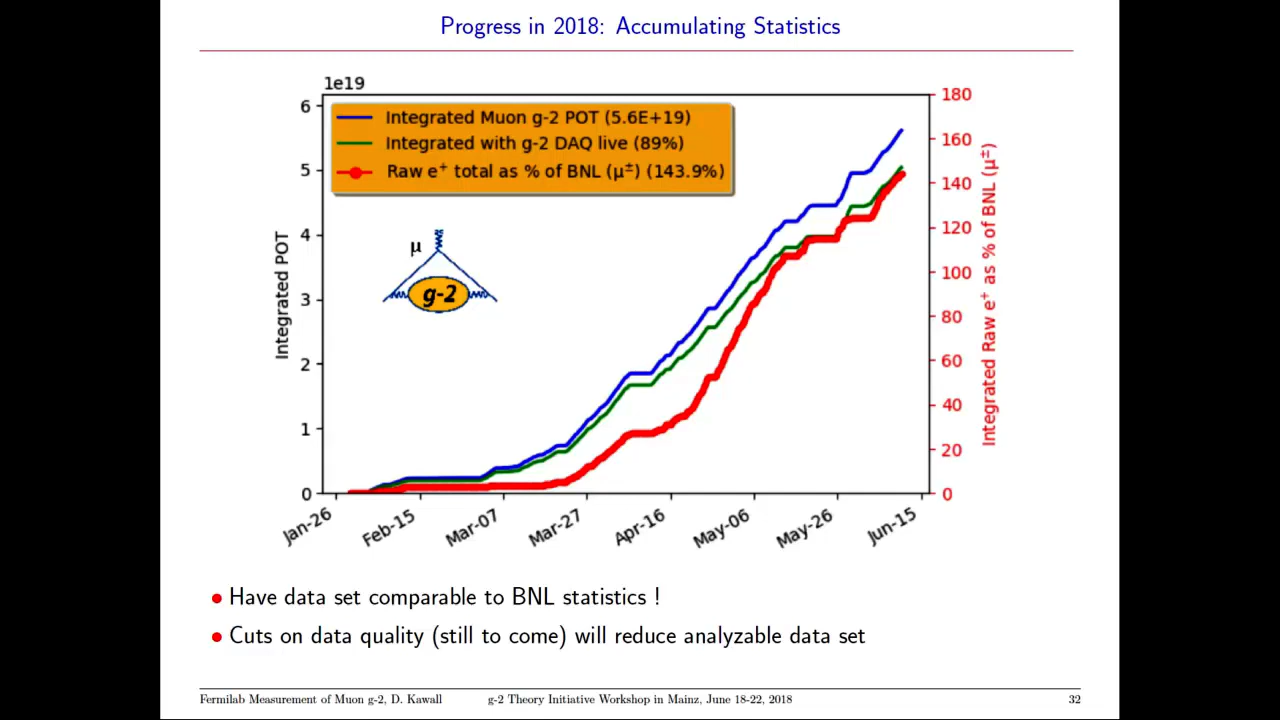 Progress in 2018: Accumulating Statistics
1e19
Integrated Muon g-2 POT (5.6E+19)
Integrated with g-2 DAQ live (89%)
Raw e⁺ total as % of BNL (μ±) (143.9%)
μ
g-2
Integrated POT
6
5
4
3
2
1
0
180
160
140
120
100
80
60
40
20
0
Integrated Raw e⁺ as % of BNL (μ±)
Jan-26
Feb-15
Mar-07
Mar-27
Apr-16
May-06
May-26
Jun-15
• Have data set comparable to BNL statistics !
• Cuts on data quality (still to come) will reduce analyzable data set
Fermilab Measurement of Muon g-2, D. Kawall g-2 Theory Initiative Workshop in Mainz, June 18-22, 2018 32